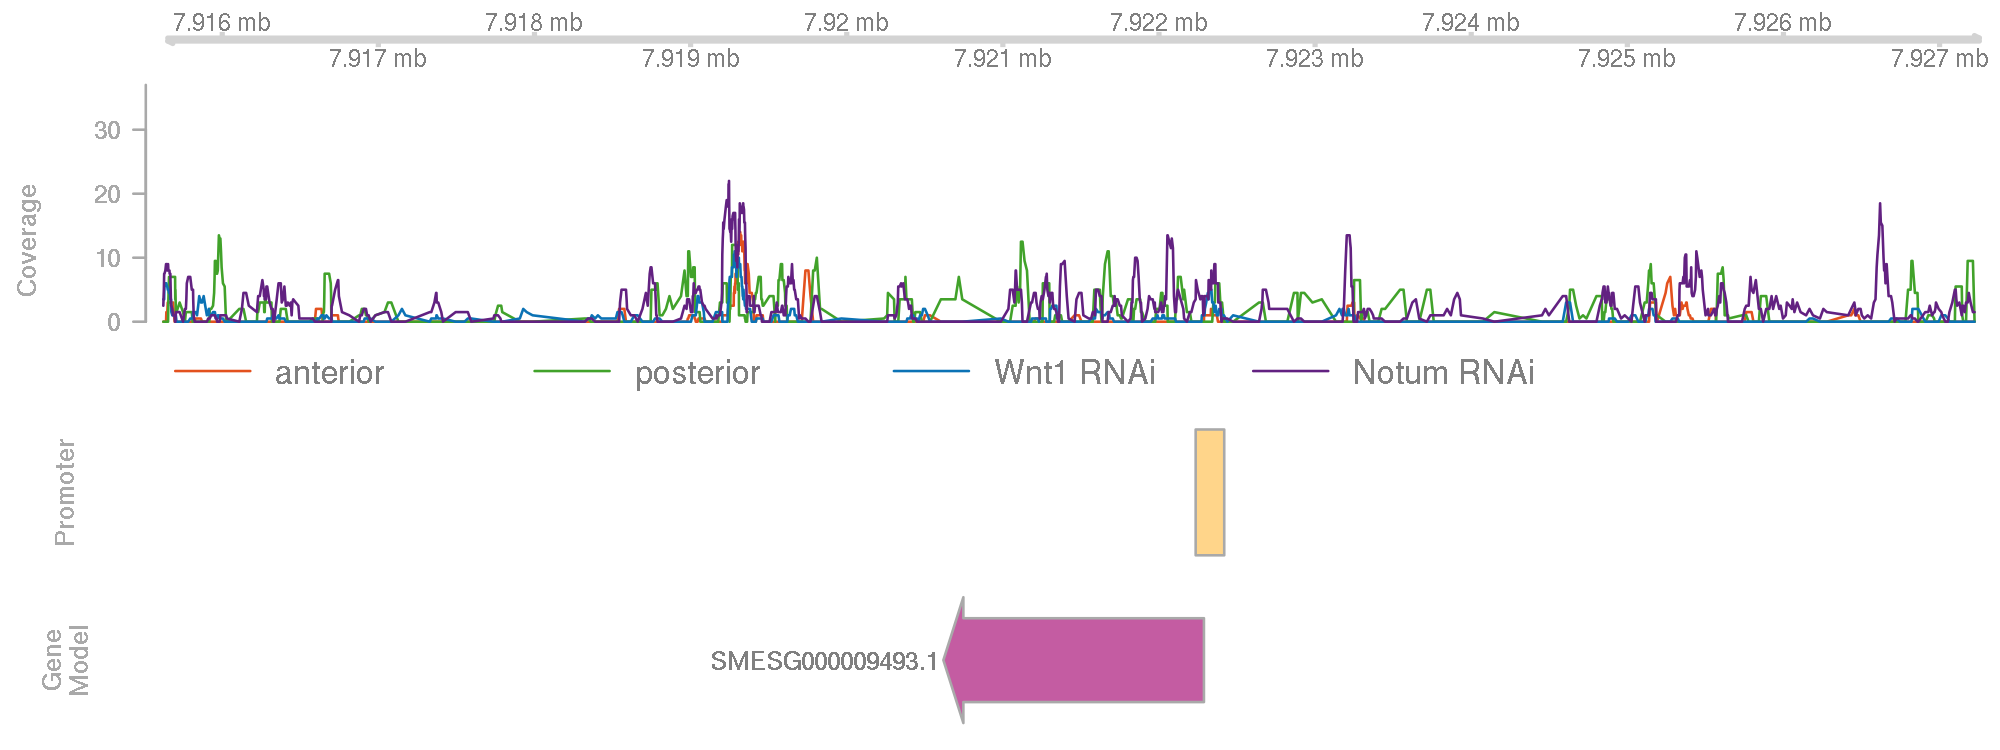 7.916 mb 7.918 mb 7.92 mb 7.922 mb 7.924 mb 7.926 mb
7.917 mb 7.919 mb 7.921 mb 7.923 mb 7.925 mb 7.927 mb
30
20
10
0
Coverage
anterior posterior Wnt1 RNAi Notum RNAi
Promoter
Gene
Model
SMESG000009493.1